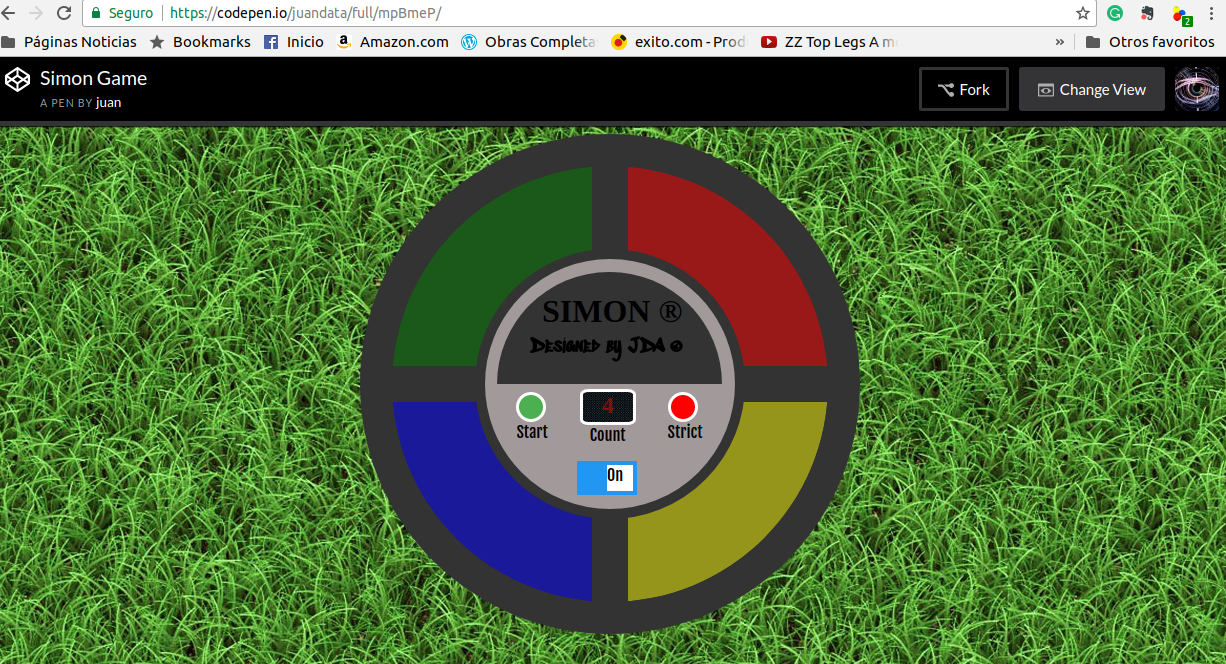 Seguro https://codepen.io/juandata/full/mpBmeP/
2
Páginas Noticias Bookmarks Inicio Amazon.com Obras Completa exito.com - Prod ZZ Top Legs A m » Otros favoritos
Simon Game
A PEN BY juan
Fork Change View
SIMON ®
Designed by JDA ©
4
Start Count Strict
On